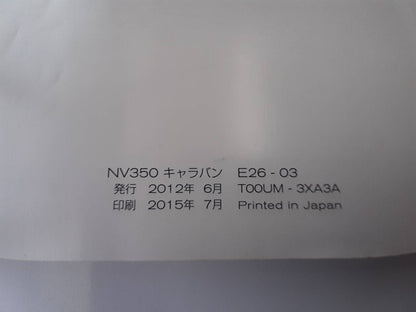 NV350 キャラバン E26 - 03
発行 2012年 6月 T00UM - 3XA3A
印刷 2015年 7月 Printed in Japan